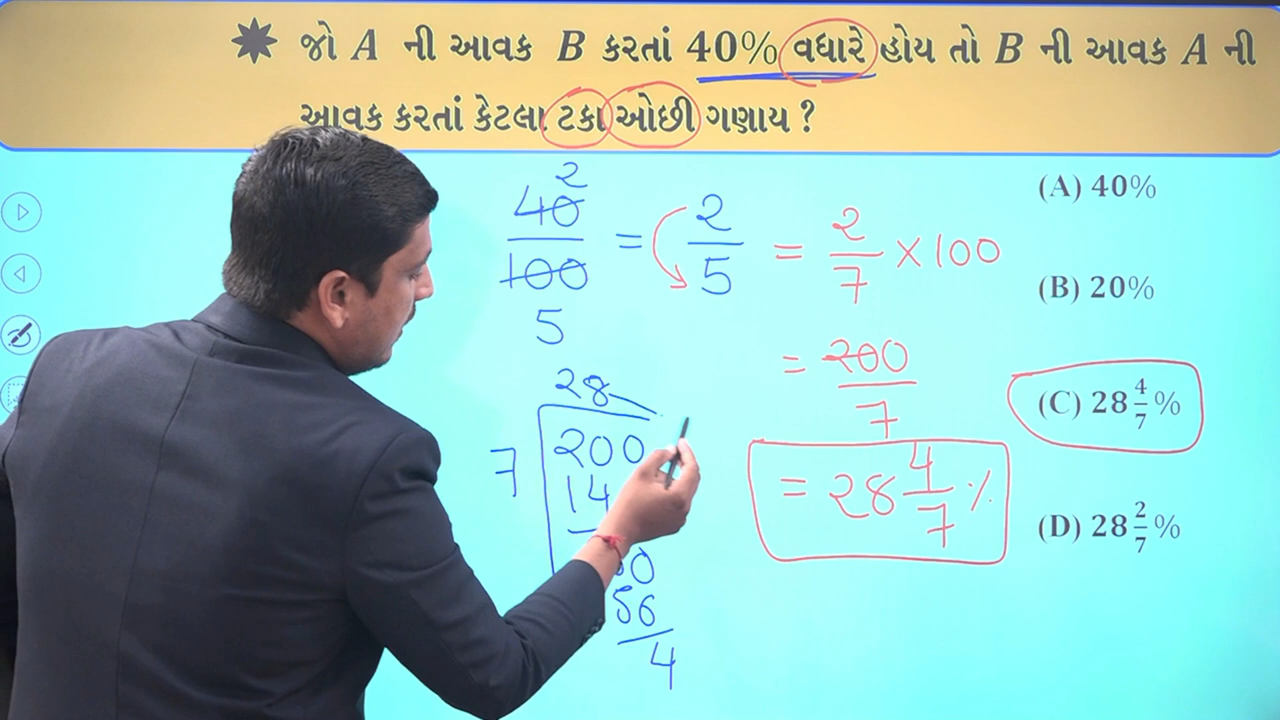 જો A ની આવક B કરતાં 40% વધારે હોય તો B ની આવક A ની
આવક કરતાં કેટલા ટકા ઓછી ગણાય ?
2
40/100 = 2/5 = 2/7 × 100
5
= 200/7
= 28 4/7 %
28
7 200
14
60
56
4
(A) 40%
(B) 20%
(C) 28 4/7 %
(D) 28 2/7 %